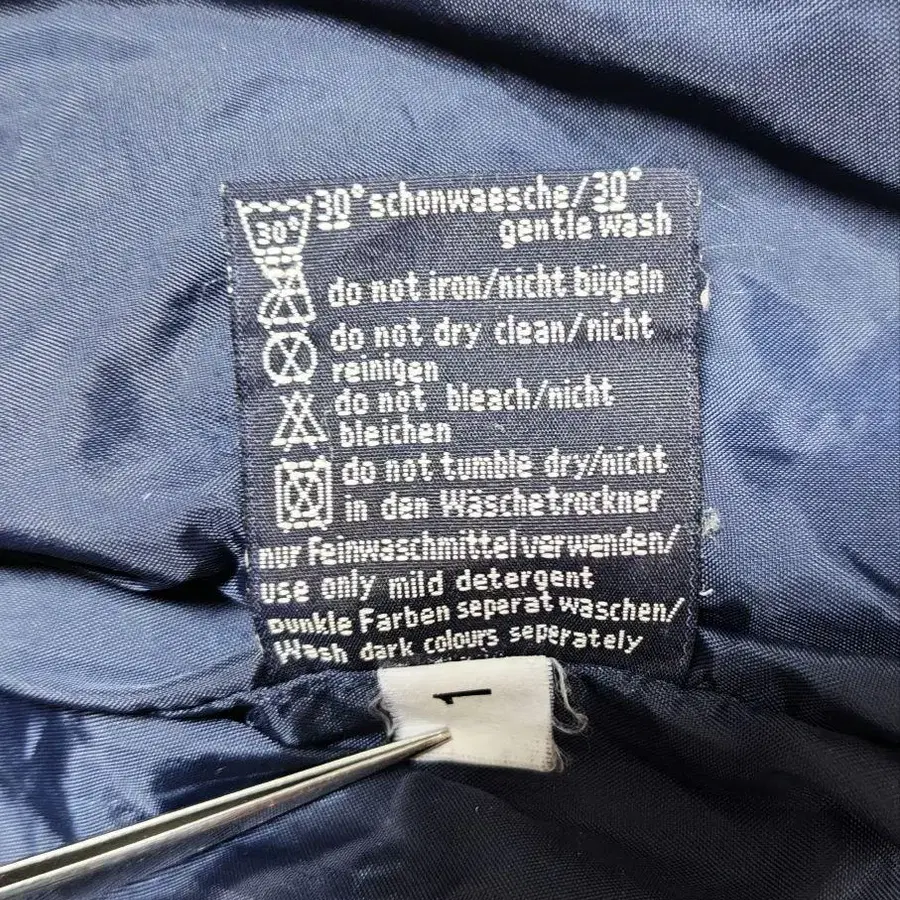 30° 30° schonwaesche/30°
gentle wash
do not iron/nicht bügeln
do not dry clean/nicht
reinigen
do not bleach/nicht
bleichen
do not tumble dry/nicht
in den Wäschetrockner
nur Feinwaschmittel verwenden/
use only mild detergent
Dunkle Farben seperat waschen/
Wash dark colours seperately
1